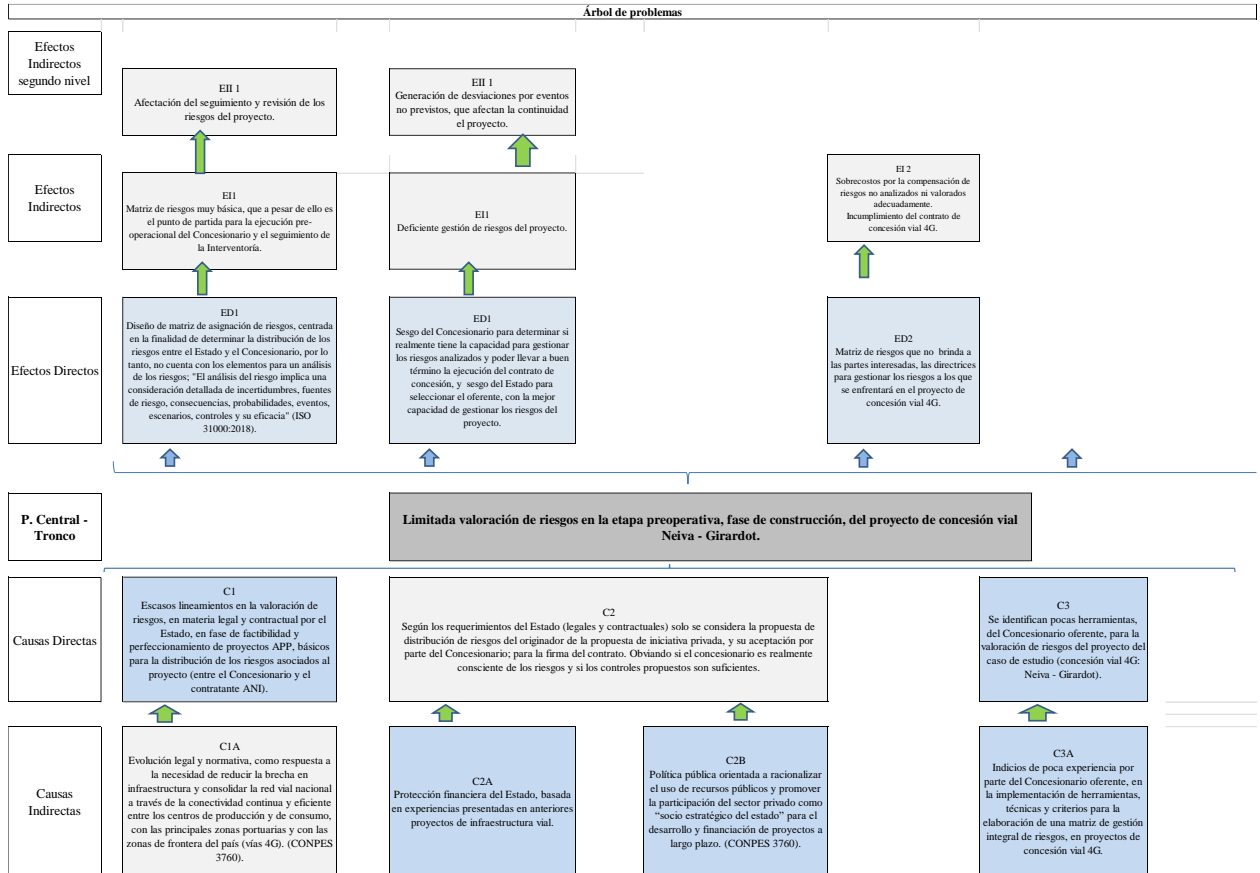 Árbol de problemas
Efectos
Indirectos
segundo nivel
EII 1
Afectación del seguimiento y revisión de los
riesgos del proyecto.
EII 1
Generación de desviaciones por eventos
no previstos, que afectan la continuidad
el proyecto.
Efectos
Indirectos
EI1
Matriz de riesgos muy básica, que a pesar de ello es
el punto de partida para la ejecución pre-
operacional del Concesionario y el seguimiento de
la Interventoría.
EI1
Deficiente gestión de riesgos del proyecto.
EI 2
Sobrecostos por la compensación de
riesgos no analizados ni valorados
adecuadamente.
Incumplimiento del contrato de
concesión vial 4G.
Efectos Directos
ED1
Diseño de matriz de asignación de riesgos, centrada
en la finalidad de determinar la distribución de los
riesgos entre el Estado y el Concesionario, por lo
tanto, no cuenta con los elementos para un análisis
de los riesgos; "El análisis del riesgo implica una
consideración detallada de incertidumbres, fuentes
de riesgo, consecuencias, probabilidades, eventos,
escenarios, controles y su eficacia" (ISO
31000:2018).
ED1
Sesgo del Concesionario para determinar si
realmente tiene la capacidad para gestionar
los riesgos analizados y poder llevar a buen
término la ejecución del contrato de
concesión, y sesgo del Estado para
seleccionar el oferente, con la mejor
capacidad de gestionar los riesgos del
proyecto.
ED2
Matriz de riesgos que no brinda a
las partes interesadas, las directrices
para gestionar los riesgos a los que
se enfrentará en el proyecto de
concesión vial 4G.
P. Central -
Tronco
Limitada valoración de riesgos en la etapa preoperativa, fase de construcción, del proyecto de concesión vial
Neiva - Girardot.
Causas Directas
C1
Escasos lineamientos en la valoración de
riesgos, en materia legal y contractual por el
Estado, en fase de factibilidad y
perfeccionamiento de proyectos APP, básicos
para la distribución de los riesgos asociados al
proyecto (entre el Concesionario y el
contratante ANI).
C2
Según los requerimientos del Estado (legales y contractuales) solo se considera la propuesta de
distribución de riesgos del originador de la propuesta de iniciativa privada, y su aceptación por
parte del Concesionario; para la firma del contrato. Obviando si el concesionario es realmente
consciente de los riesgos y si los controles propuestos son suficientes.
C3
Se identifican pocas herramientas,
del Concesionario oferente, para la
valoración de riesgos del proyecto del
caso de estudio (concesión vial 4G:
Neiva - Girardot).
Causas
Indirectas
C1A
Evolución legal y normativa, como respuesta a
la necesidad de reducir la brecha en
infraestructura y consolidar la red vial nacional
a través de la conectividad continua y eficiente
entre los centros de producción y de consumo,
con las principales zonas portuarias y con las
zonas de frontera del país (vías 4G). (CONPES
3760).
C2A
Protección financiera del Estado, basada
en experiencias presentadas en anteriores
proyectos de infraestructura vial.
C2B
Política pública orientada a racionalizar
el uso de recursos públicos y promover
la participación del sector privado como
“socio estratégico del estado” para el
desarrollo y financiación de proyectos a
largo plazo. (CONPES 3760).
C3A
Indicios de poca experiencia por
parte del Concesionario oferente, en
la implementación de herramientas,
técnicas y criterios para la
elaboración de una matriz de gestión
integral de riesgos, en proyectos de
concesión vial 4G.